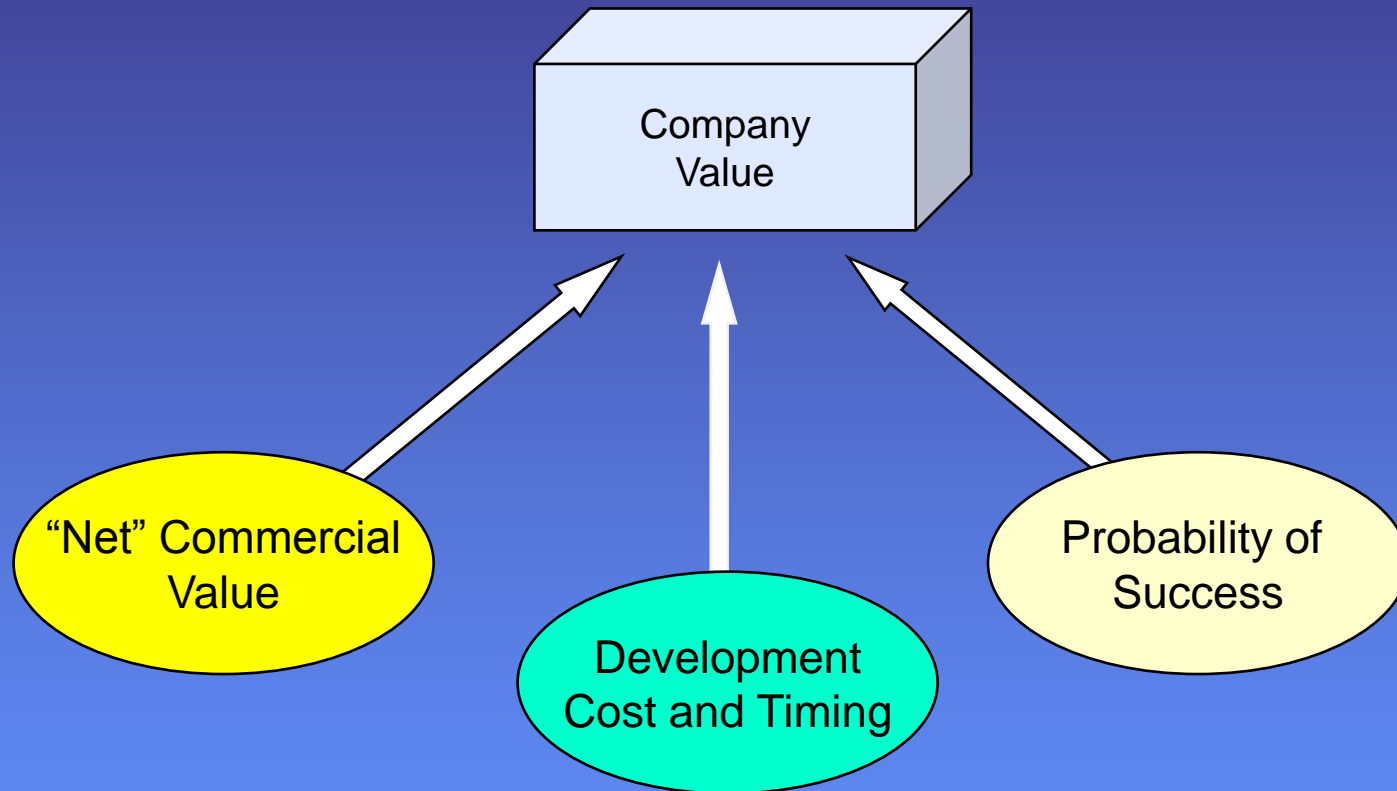 Company
Value
“Net” Commercial
Value
Development
Cost and Timing
Probability of
Success